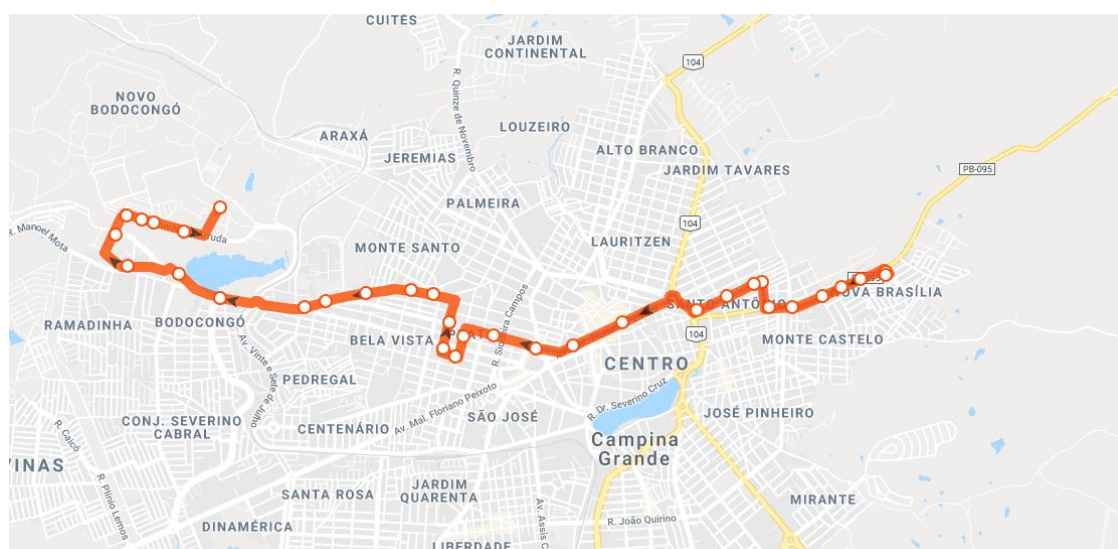 CUITÉS
JARDIM
CONTINENTAL
104
NOVO
BODOCONGÓ
R. Quinze de Novembro
LOUZEIRO
ARAXÁ
JEREMIAS
ALTO BRANCO
JARDIM TAVARES
PB-095
PALMEIRA
104
R. Manoel Mota
MONTE SANTO
LAURITZEN
SANTO ANTÔNIO
NOVA BRASÍLIA
RAMADINHA
BODOCONGÓ
BELA VISTA
R. Siqueira Campos
104
MONTE CASTELO
CENTRO
Av. Vinte e Sete de Julho
PEDREGAL
Av. Mal. Floriano Peixoto
R. Dr. Severino Cruz
CONJ. SEVERINO
CABRAL
CENTENÁRIO
SÃO JOSÉ
JOSÉ PINHEIRO
R. Caicó
Campina
Grande
VINAS
R. Plínio Lemos
SANTA ROSA
JARDIM
QUARENTA
MIRANTE
Av. Assis C
R. João Quirino
DINAMÉRICA
LIBERDADE